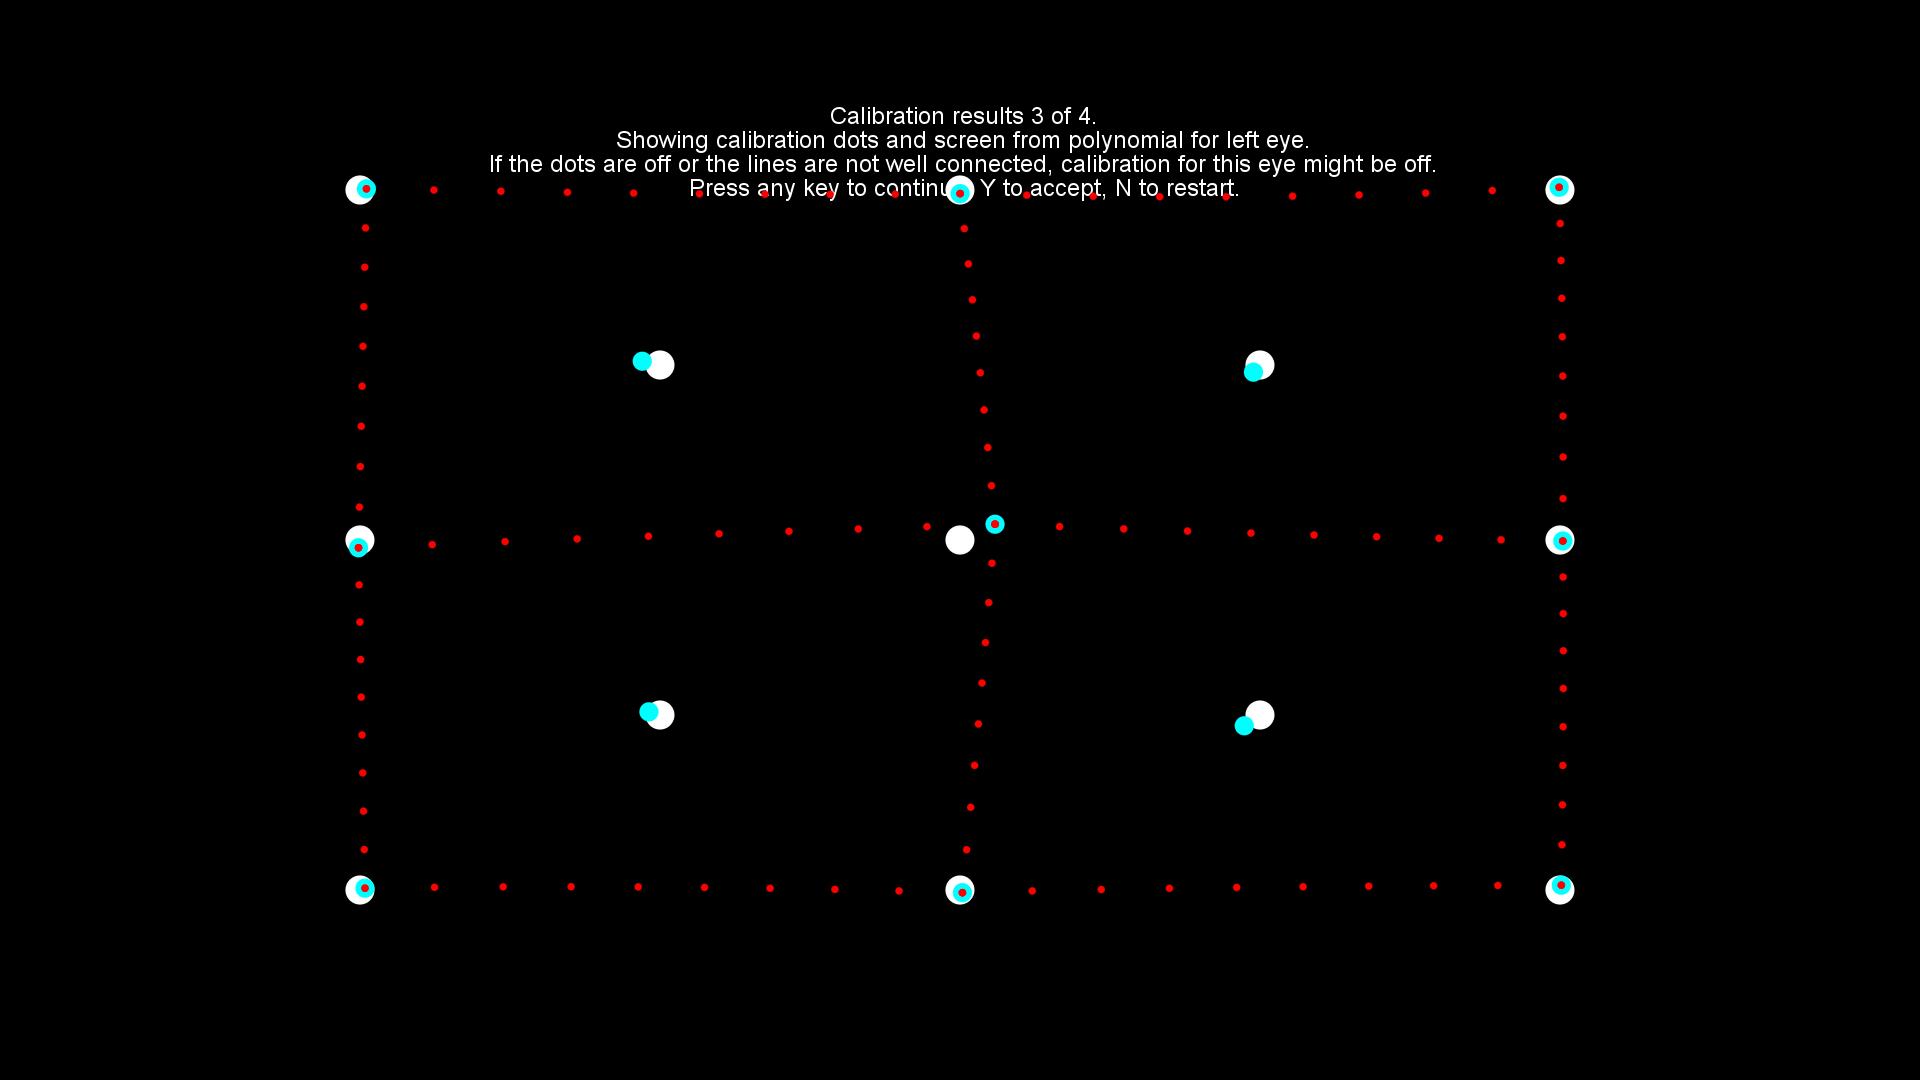 Calibration results 3 of 4.
Showing calibration dots and screen from polynomial for left eye.
If the dots are off or the lines are not well connected, calibration for this eye might be off.
Press any key to continue, Y to accept, N to restart.